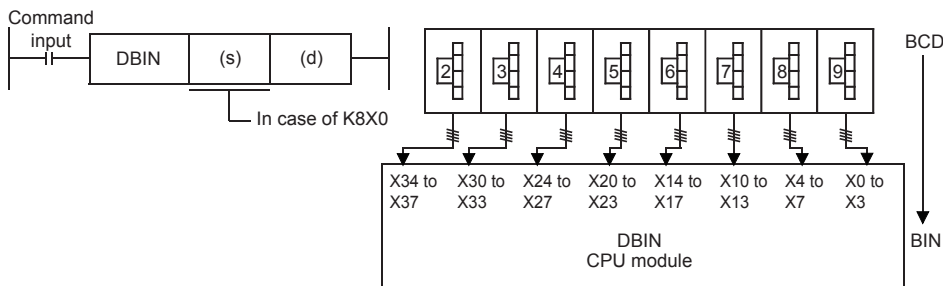 Command
input
DBIN (s) (d)
In case of K8X0
2 3 4 5 6 7 8 9
BCD
X34 to X30 to X24 to X20 to X14 to X10 to X4 to X0 to
X37 X33 X27 X23 X17 X13 X7 X3
DBIN
CPU module
BIN